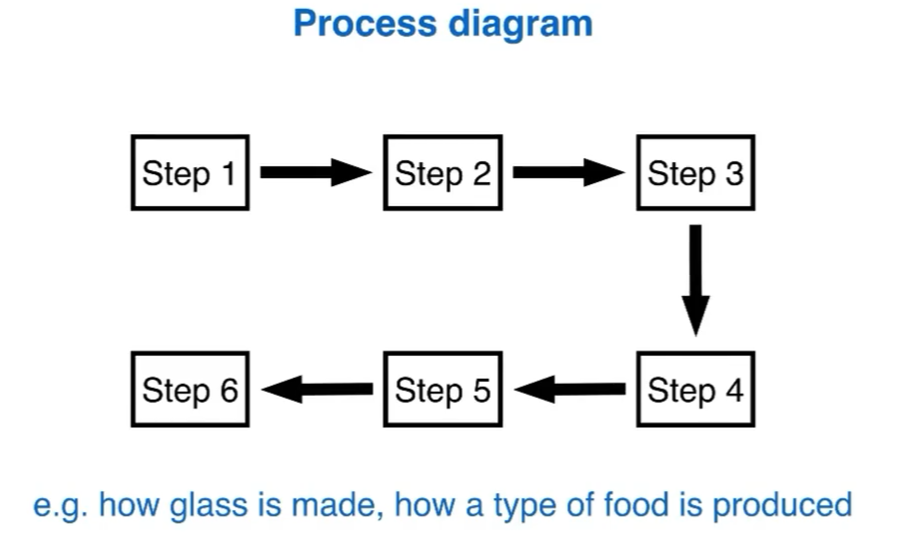 Process diagram
Step 1
Step 2
Step 3
Step 6
Step 5
Step 4
e.g. how glass is made, how a type of food is produced